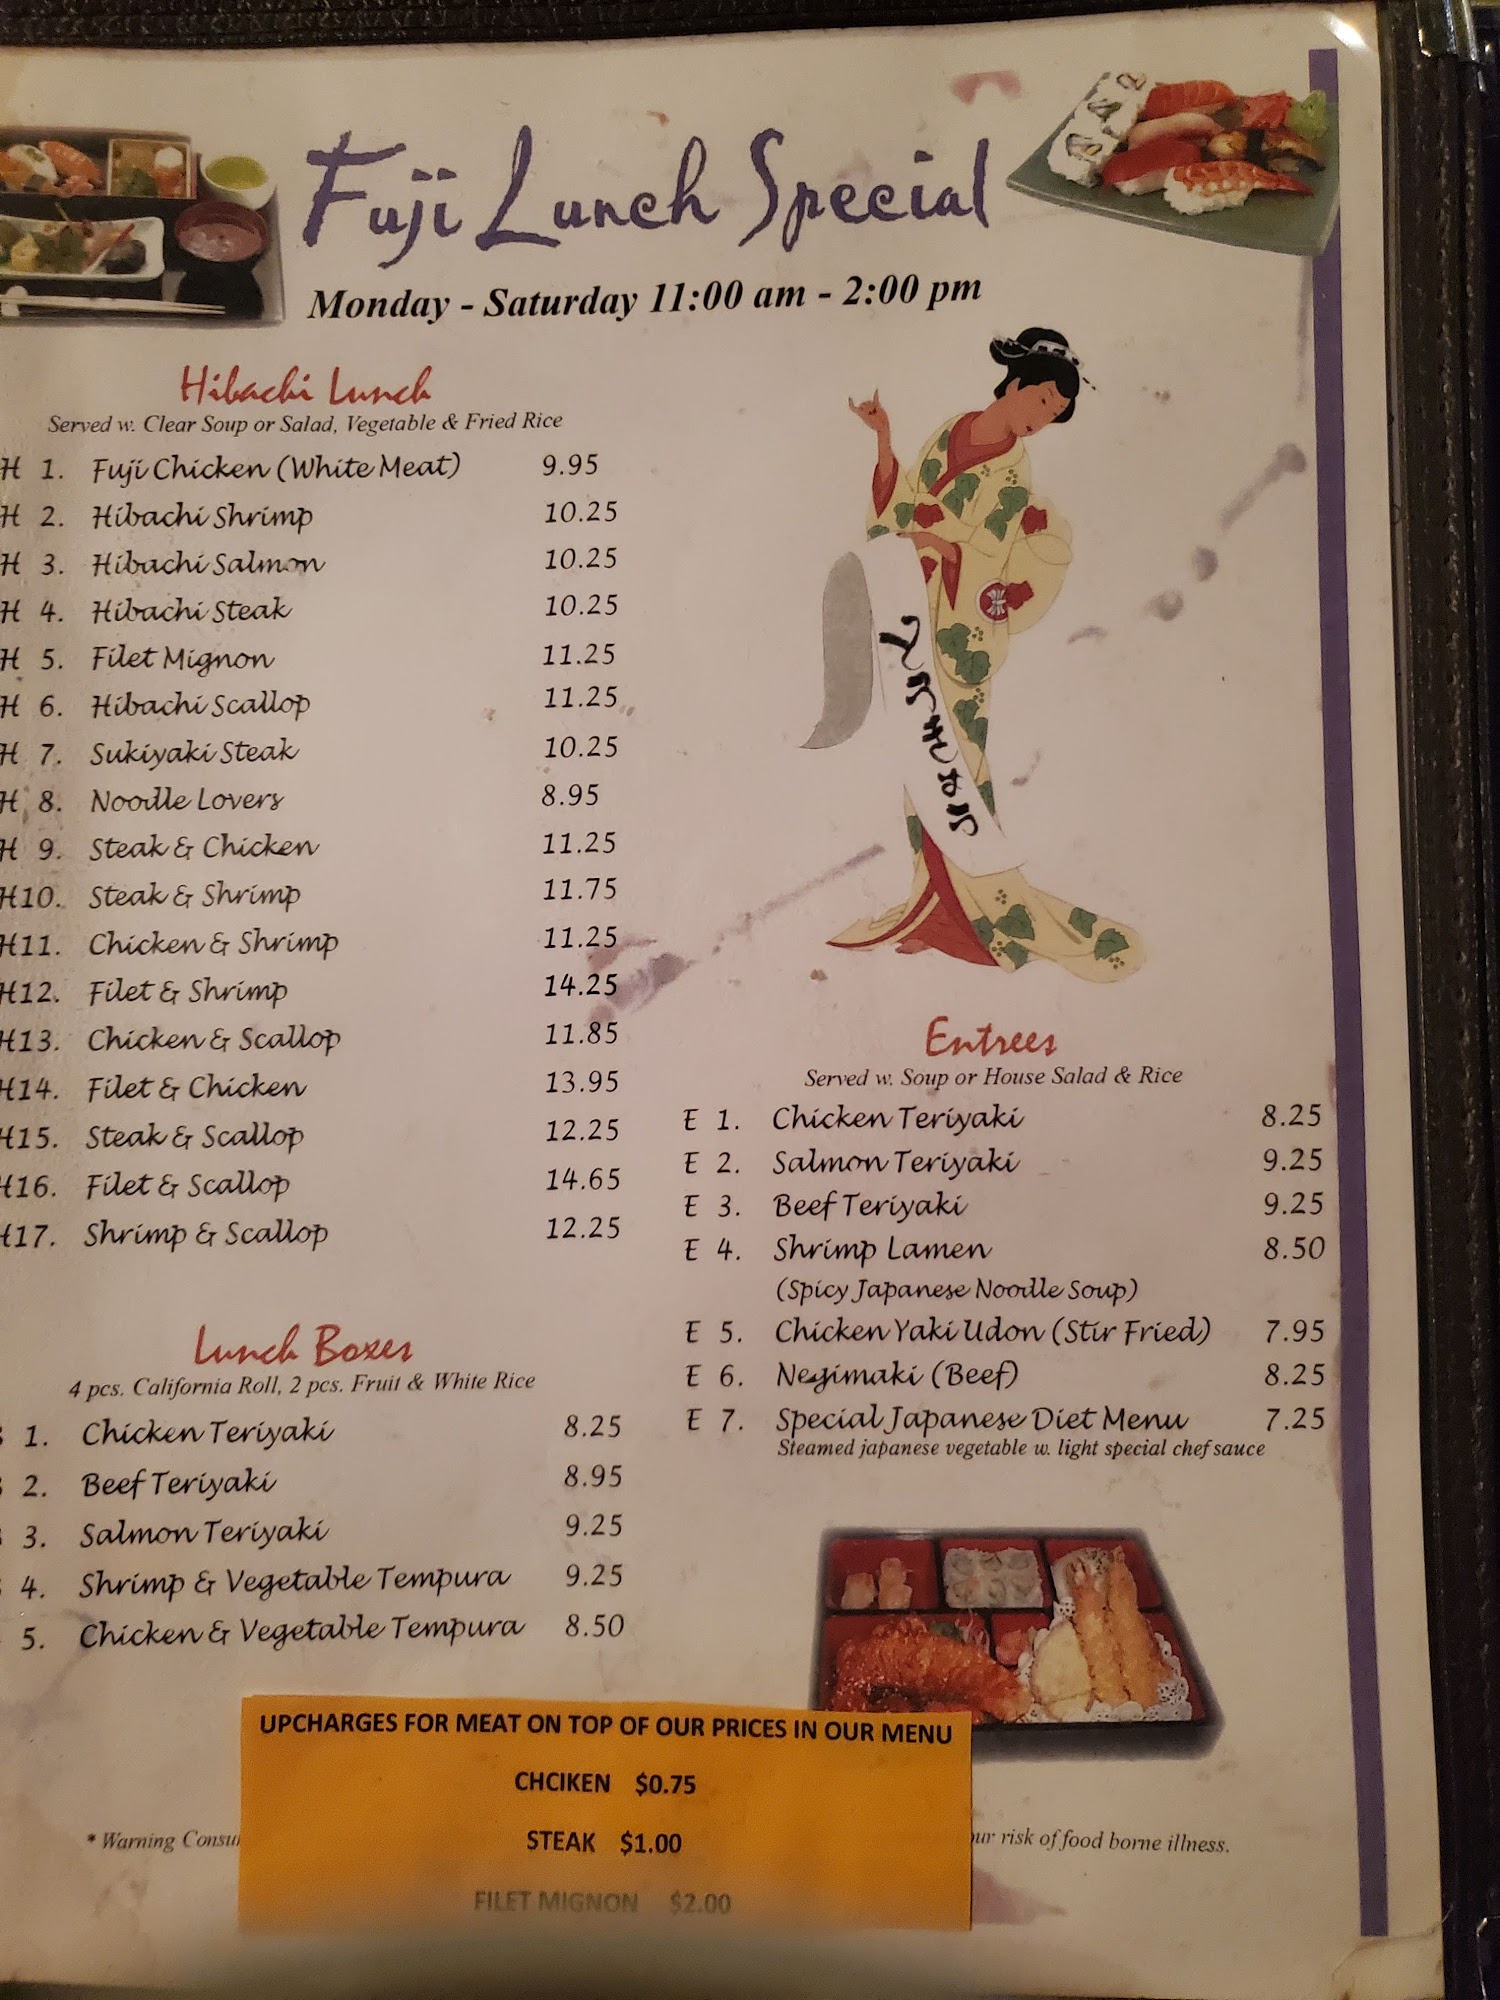 Fuji Lunch Special
Monday - Saturday 11:00 am - 2:00 pm
Hibachi Lunch
Served w. Clear Soup or Salad, Vegetable & Fried Rice
H 1. Fuji Chicken (White Meat) 9.95
H 2. Hibachi Shrimp 10.25
H 3. Hibachi Salmon 10.25
H 4. Hibachi Steak 10.25
H 5. Filet Mignon 11.25
H 6. Hibachi Scallop 11.25
H 7. Sukiyaki Steak 10.25
H 8. Noodle Lovers 8.95
H 9. Steak & Chicken 11.25
H10. Steak & Shrimp 11.75
H11. Chicken & Shrimp 11.25
H12. Filet & Shrimp 14.25
H13. Chicken & Scallop 11.85
H14. Filet & Chicken 13.95
H15. Steak & Scallop 12.25
H16. Filet & Scallop 14.65
H17. Shrimp & Scallop 12.25
Lunch Boxes
4 pcs. California Roll, 2 pcs. Fruit & White Rice
1. Chicken Teriyaki 8.25
2. Beef Teriyaki 8.95
3. Salmon Teriyaki 9.25
4. Shrimp & Vegetable Tempura 9.25
5. Chicken & Vegetable Tempura 8.50
Entrees
Served w. Soup or House Salad & Rice
E 1. Chicken Teriyaki 8.25
E 2. Salmon Teriyaki 9.25
E 3. Beef Teriyaki 9.25
E 4. Shrimp Lamen 8.50
(Spicy Japanese Noodle Soup)
E 5. Chicken Yaki Udon (Stir Fried) 7.95
E 6. Negimaki (Beef) 8.25
E 7. Special Japanese Diet Menu 7.25
Steamed japanese vegetable w. light special chef sauce
UPCHARGES FOR MEAT ON TOP OF OUR PRICES IN OUR MENU
CHCIKEN $0.75
STEAK $1.00
FILET MIGNON $2.00
* Warning risk of food borne illness.